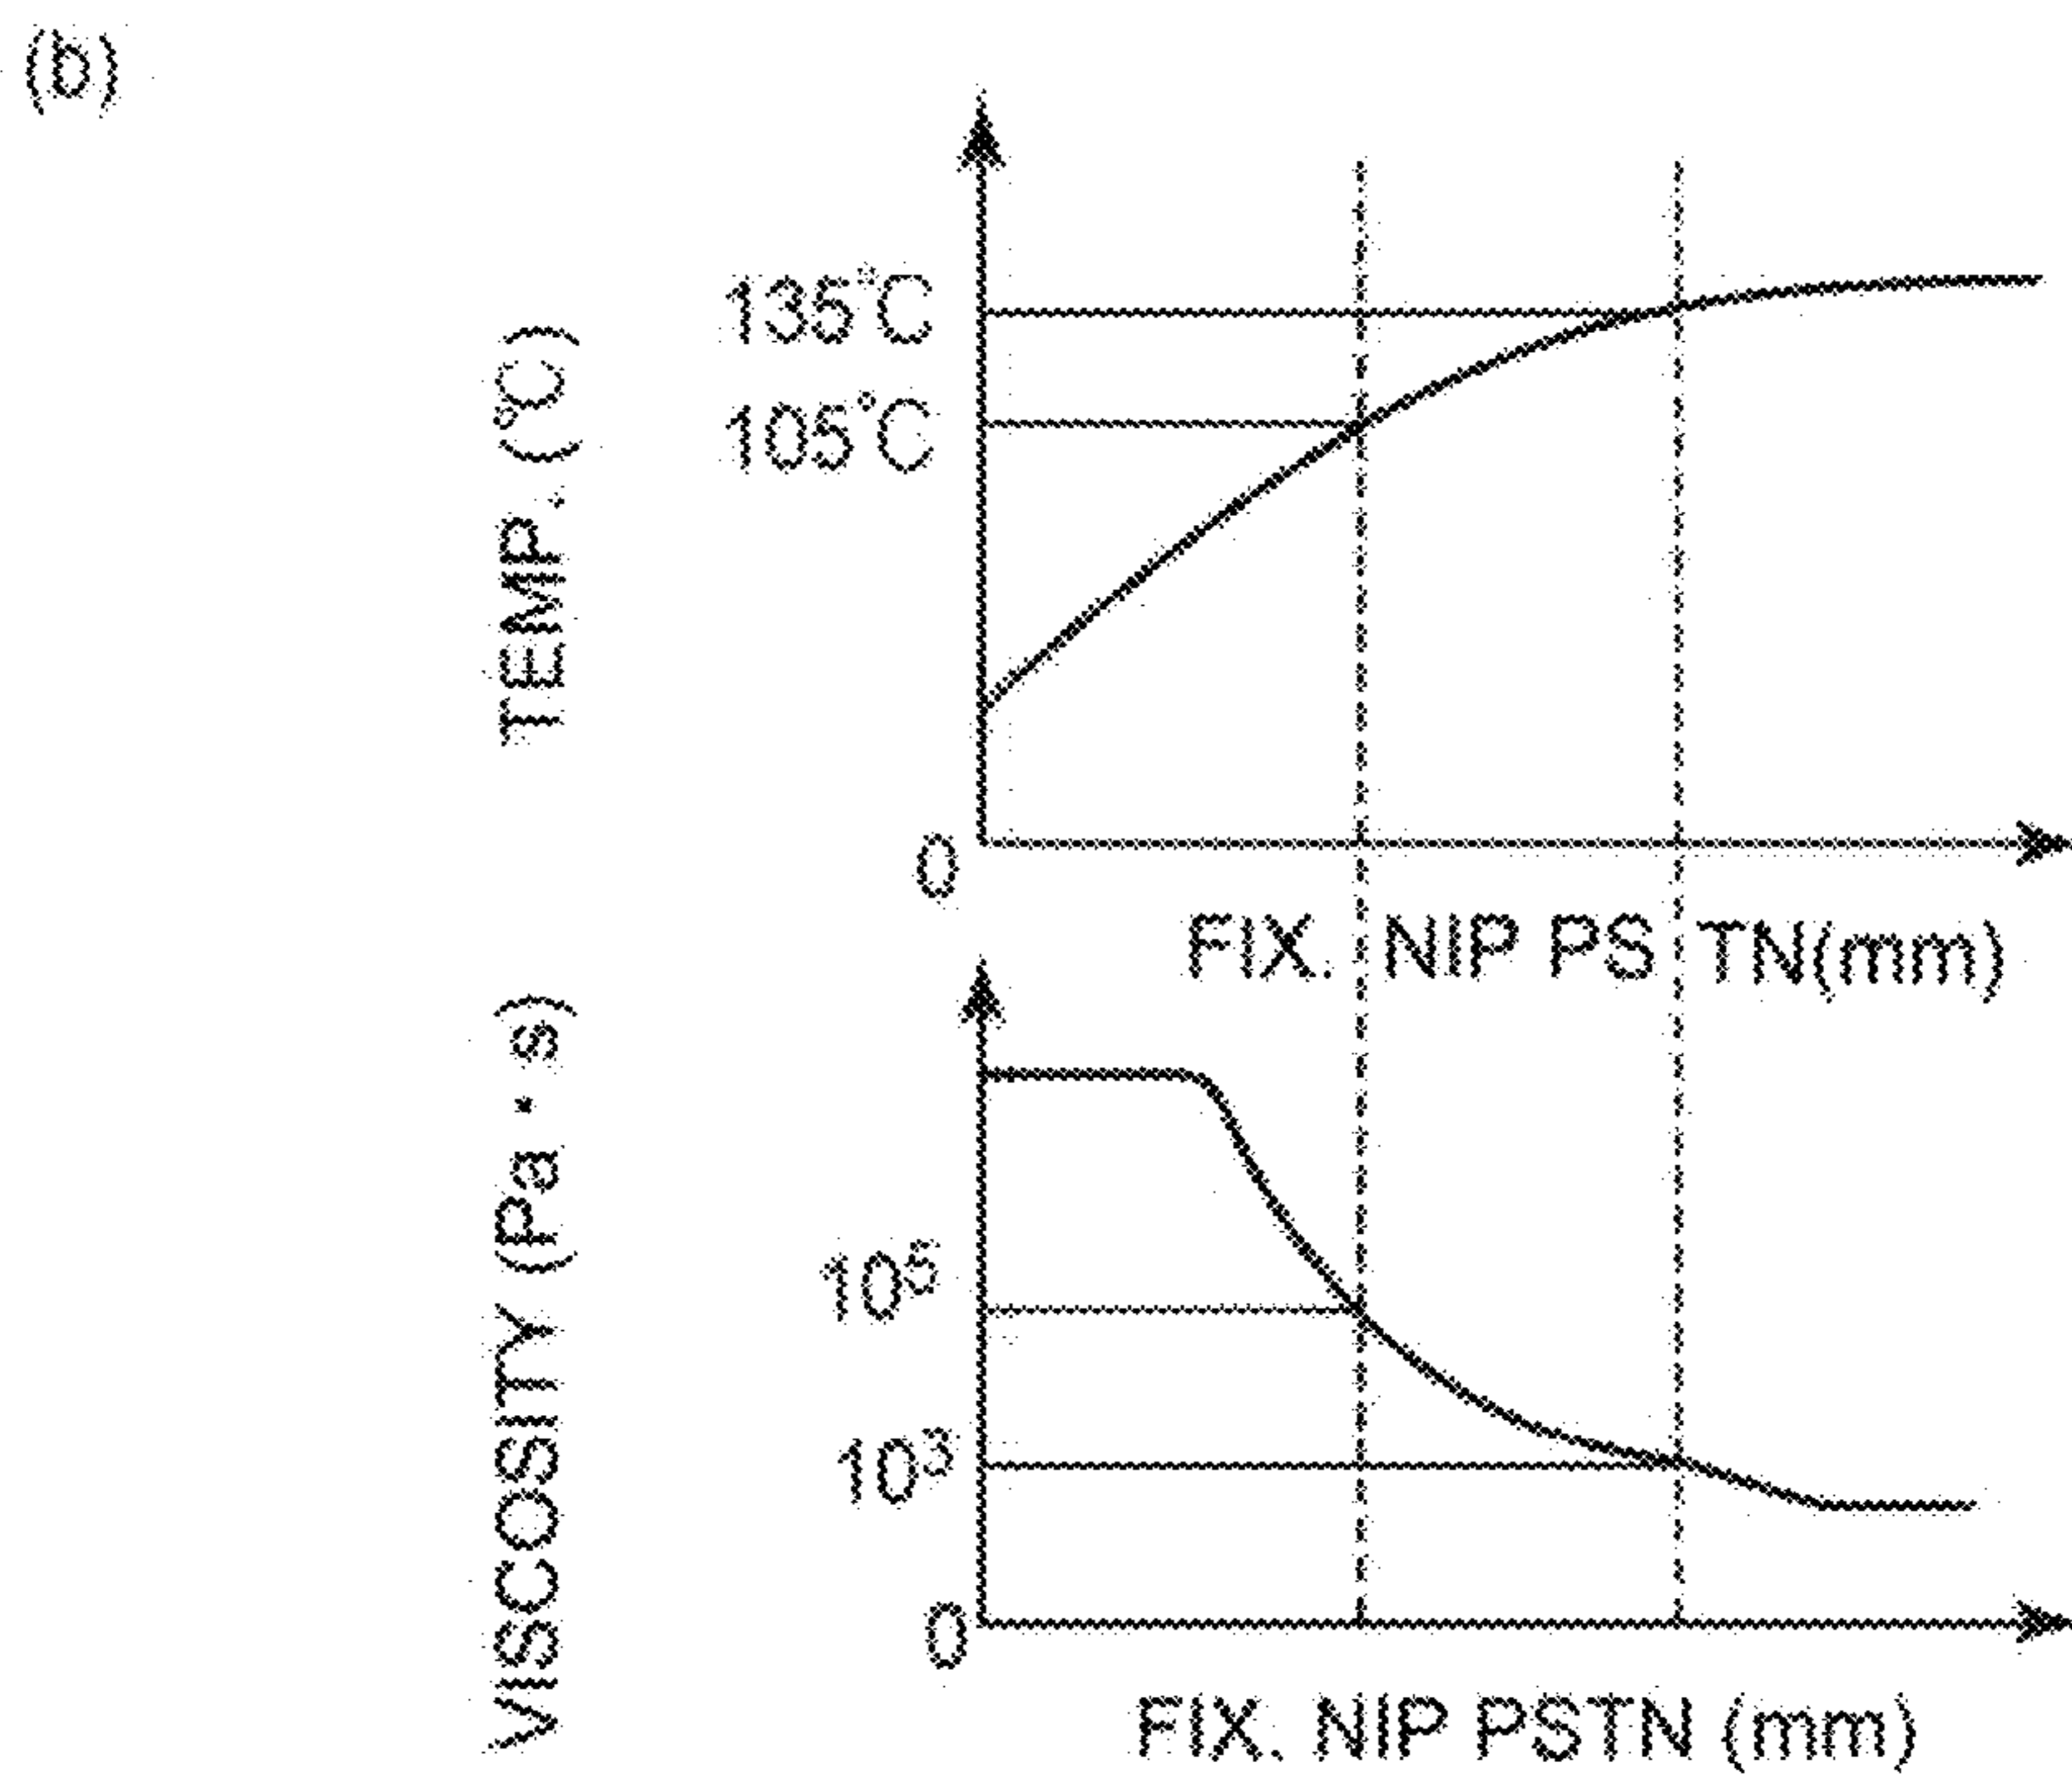 (b)
TEMP. (°C)
135°C
105°C
0
FIX. NIP PS TN(mm)
VISCOSITY (Pa・s)
10⁵
10³
0
FIX. NIP PSTN (mm)